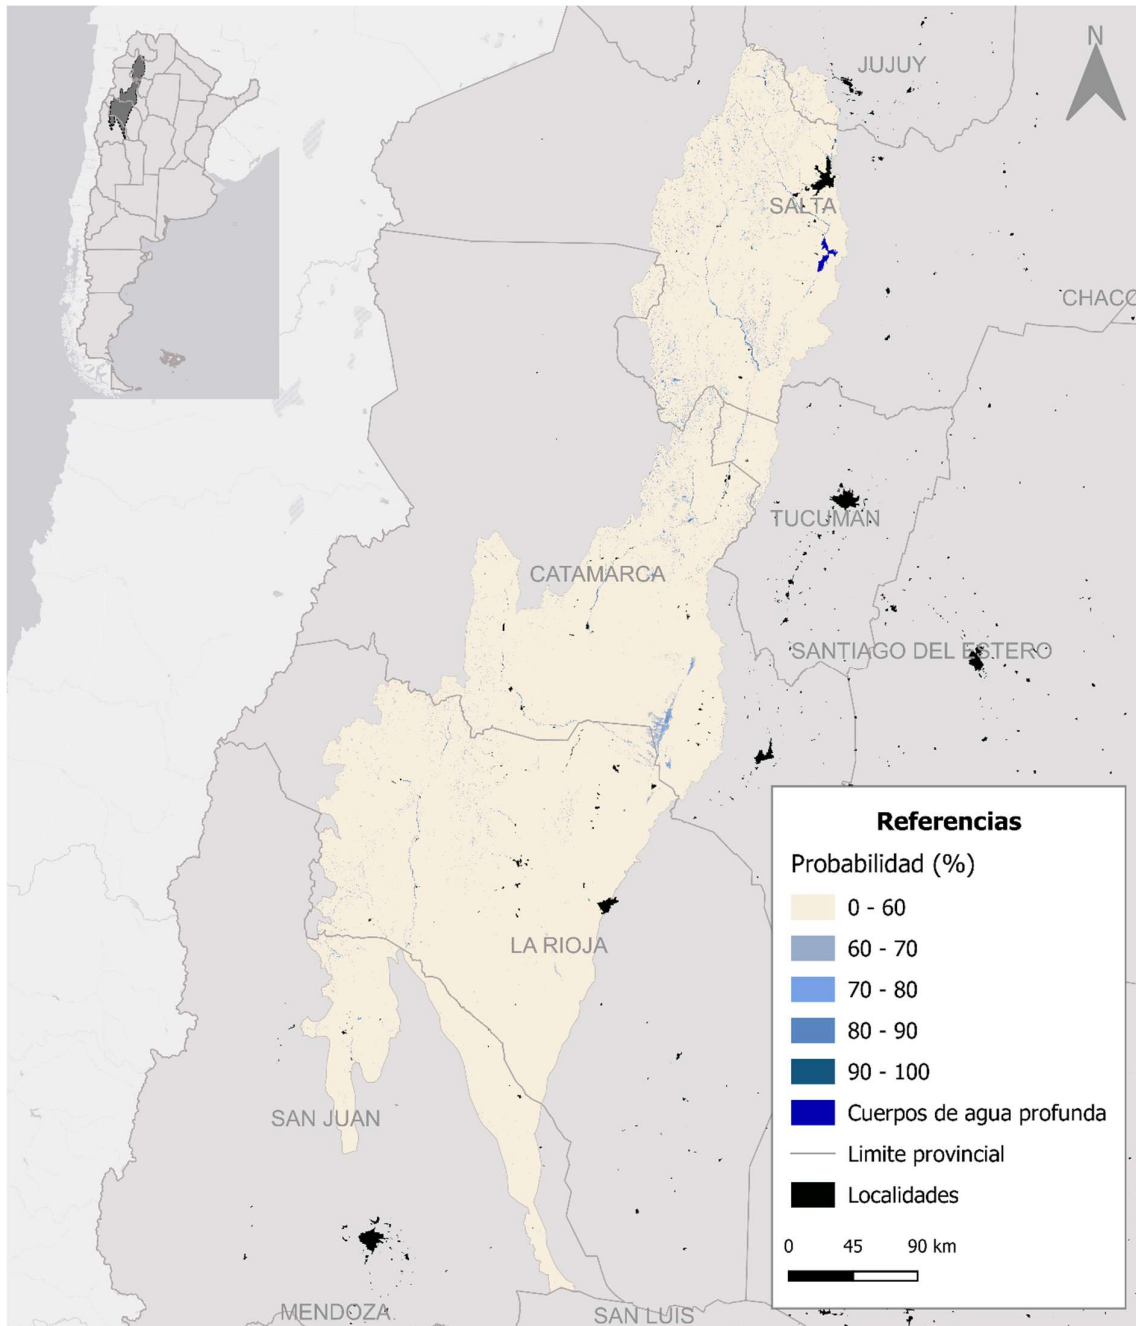 N
JUJUY
SALTA
CHACO
TUCUMAN
CATAMARCA
SANTIAGO DEL ESTERO
LA RIOJA
SAN JUAN
MENDOZA
SAN LUIS
Referencias
Probabilidad (%)
0 - 60
60 - 70
70 - 80
80 - 90
90 - 100
Cuerpos de agua profunda
Limite provincial
Localidades
0 45 90 km